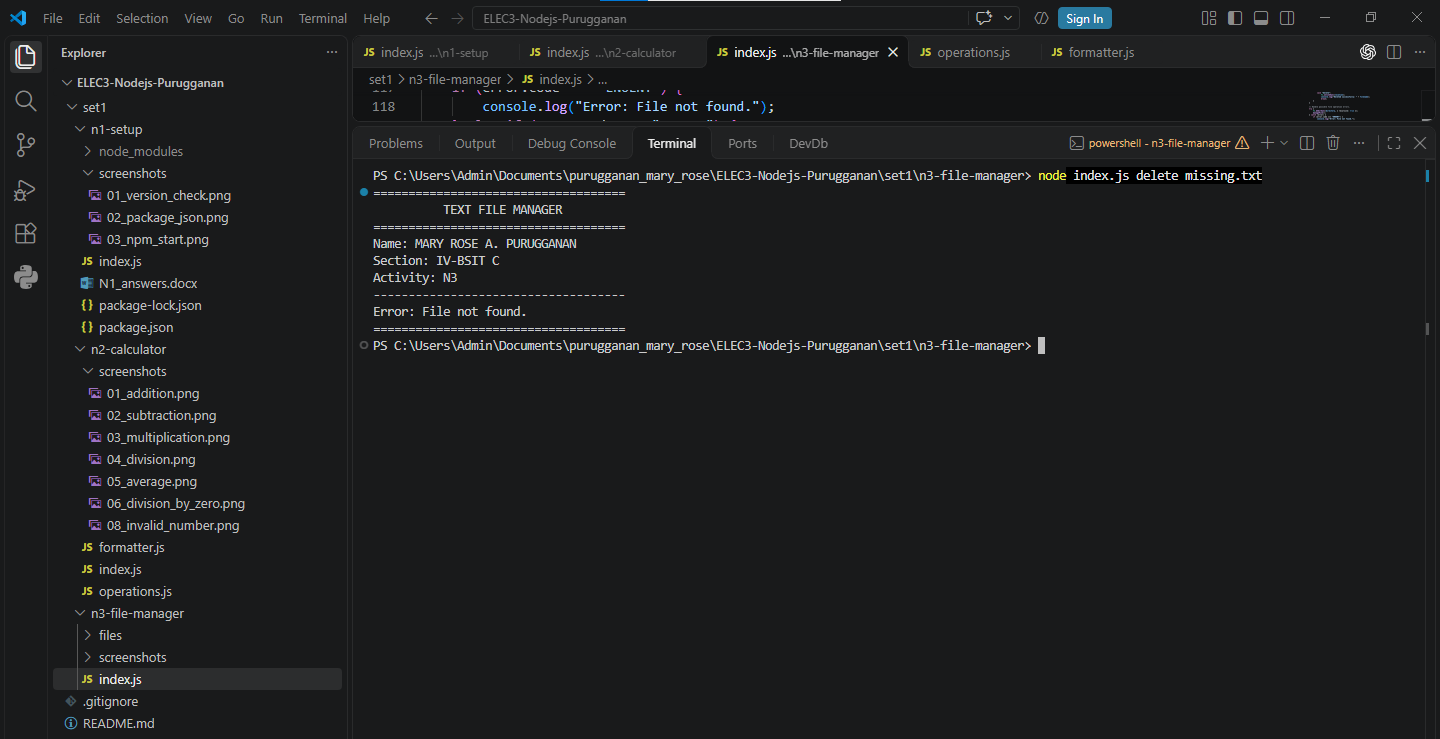 File Edit Selection View Go Run Terminal Help
ELEC3-Nodejs-Purugganan
Sign In
Explorer
ELEC3-Nodejs-Purugganan
set1
n1-setup
node_modules
screenshots
01_version_check.png
02_package_json.png
03_npm_start.png
index.js
N1_answers.docx
package-lock.json
package.json
n2-calculator
screenshots
01_addition.png
02_subtraction.png
03_multiplication.png
04_division.png
05_average.png
06_division_by_zero.png
08_invalid_number.png
formatter.js
index.js
operations.js
n3-file-manager
files
screenshots
index.js
.gitignore
README.md
JS index.js ...\n1-setup JS index.js ...\n2-calculator JS index.js ...\n3-file-manager JS operations.js JS formatter.js
set1 > n3-file-manager > JS index.js > ...
118 console.log("Error: File not found.");
Problems Output Debug Console Terminal Ports DevDb
powershell - n3-file-manager
PS C:\Users\Admin\Documents\purugganan_mary_rose\ELEC3-Nodejs-Purugganan\set1\n3-file-manager> node index.js delete missing.txt
====================================
TEXT FILE MANAGER
====================================
Name: MARY ROSE A. PURUGGANAN
Section: IV-BSIT C
Activity: N3
------------------------------------
Error: File not found.
====================================
PS C:\Users\Admin\Documents\purugganan_mary_rose\ELEC3-Nodejs-Purugganan\set1\n3-file-manager>